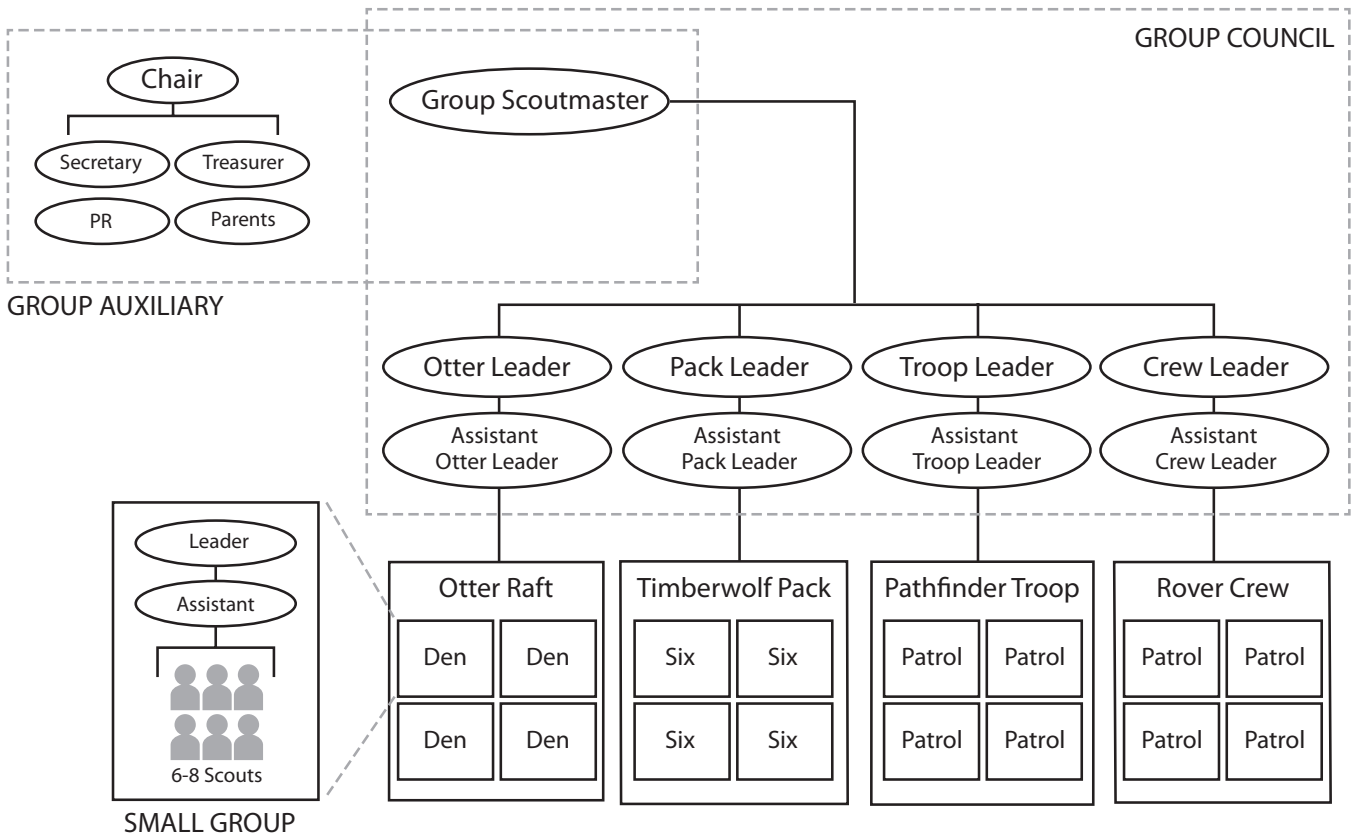 GROUP COUNCIL
Chair
Group Scoutmaster
Secretary
Treasurer
PR
Parents
GROUP AUXILIARY
Otter Leader
Pack Leader
Troop Leader
Crew Leader
Assistant
Otter Leader
Assistant
Pack Leader
Assistant
Troop Leader
Assistant
Crew Leader
Leader
Assistant
6-8 Scouts
SMALL GROUP
Otter Raft
Den
Den
Den
Den
Timberwolf Pack
Six
Six
Six
Six
Pathfinder Troop
Patrol
Patrol
Patrol
Patrol
Rover Crew
Patrol
Patrol
Patrol
Patrol